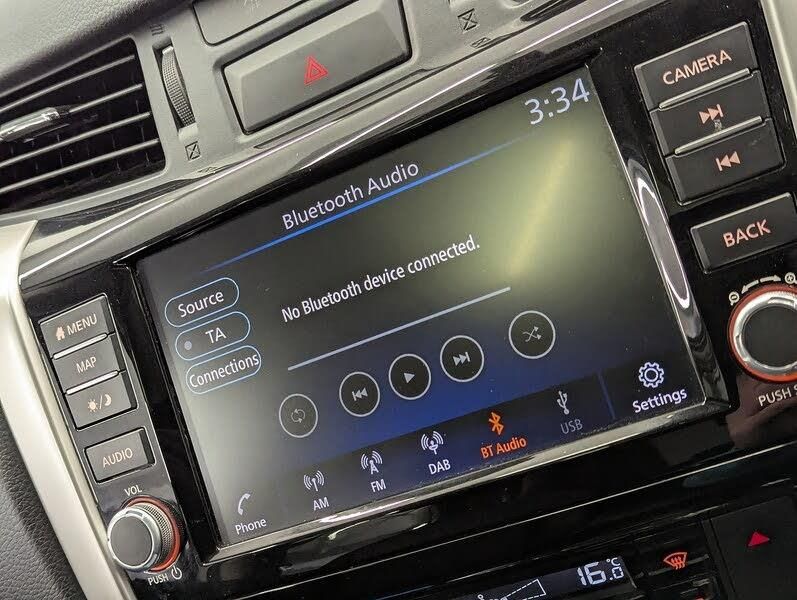 3:34
Bluetooth Audio
No Bluetooth device connected.
Source
TA
Connections
Phone
AM
FM
DAB
BT Audio
USB
Settings
MENU
MAP
AUDIO
VOL
PUSH
CAMERA
BACK
PUSH
16.0
°C